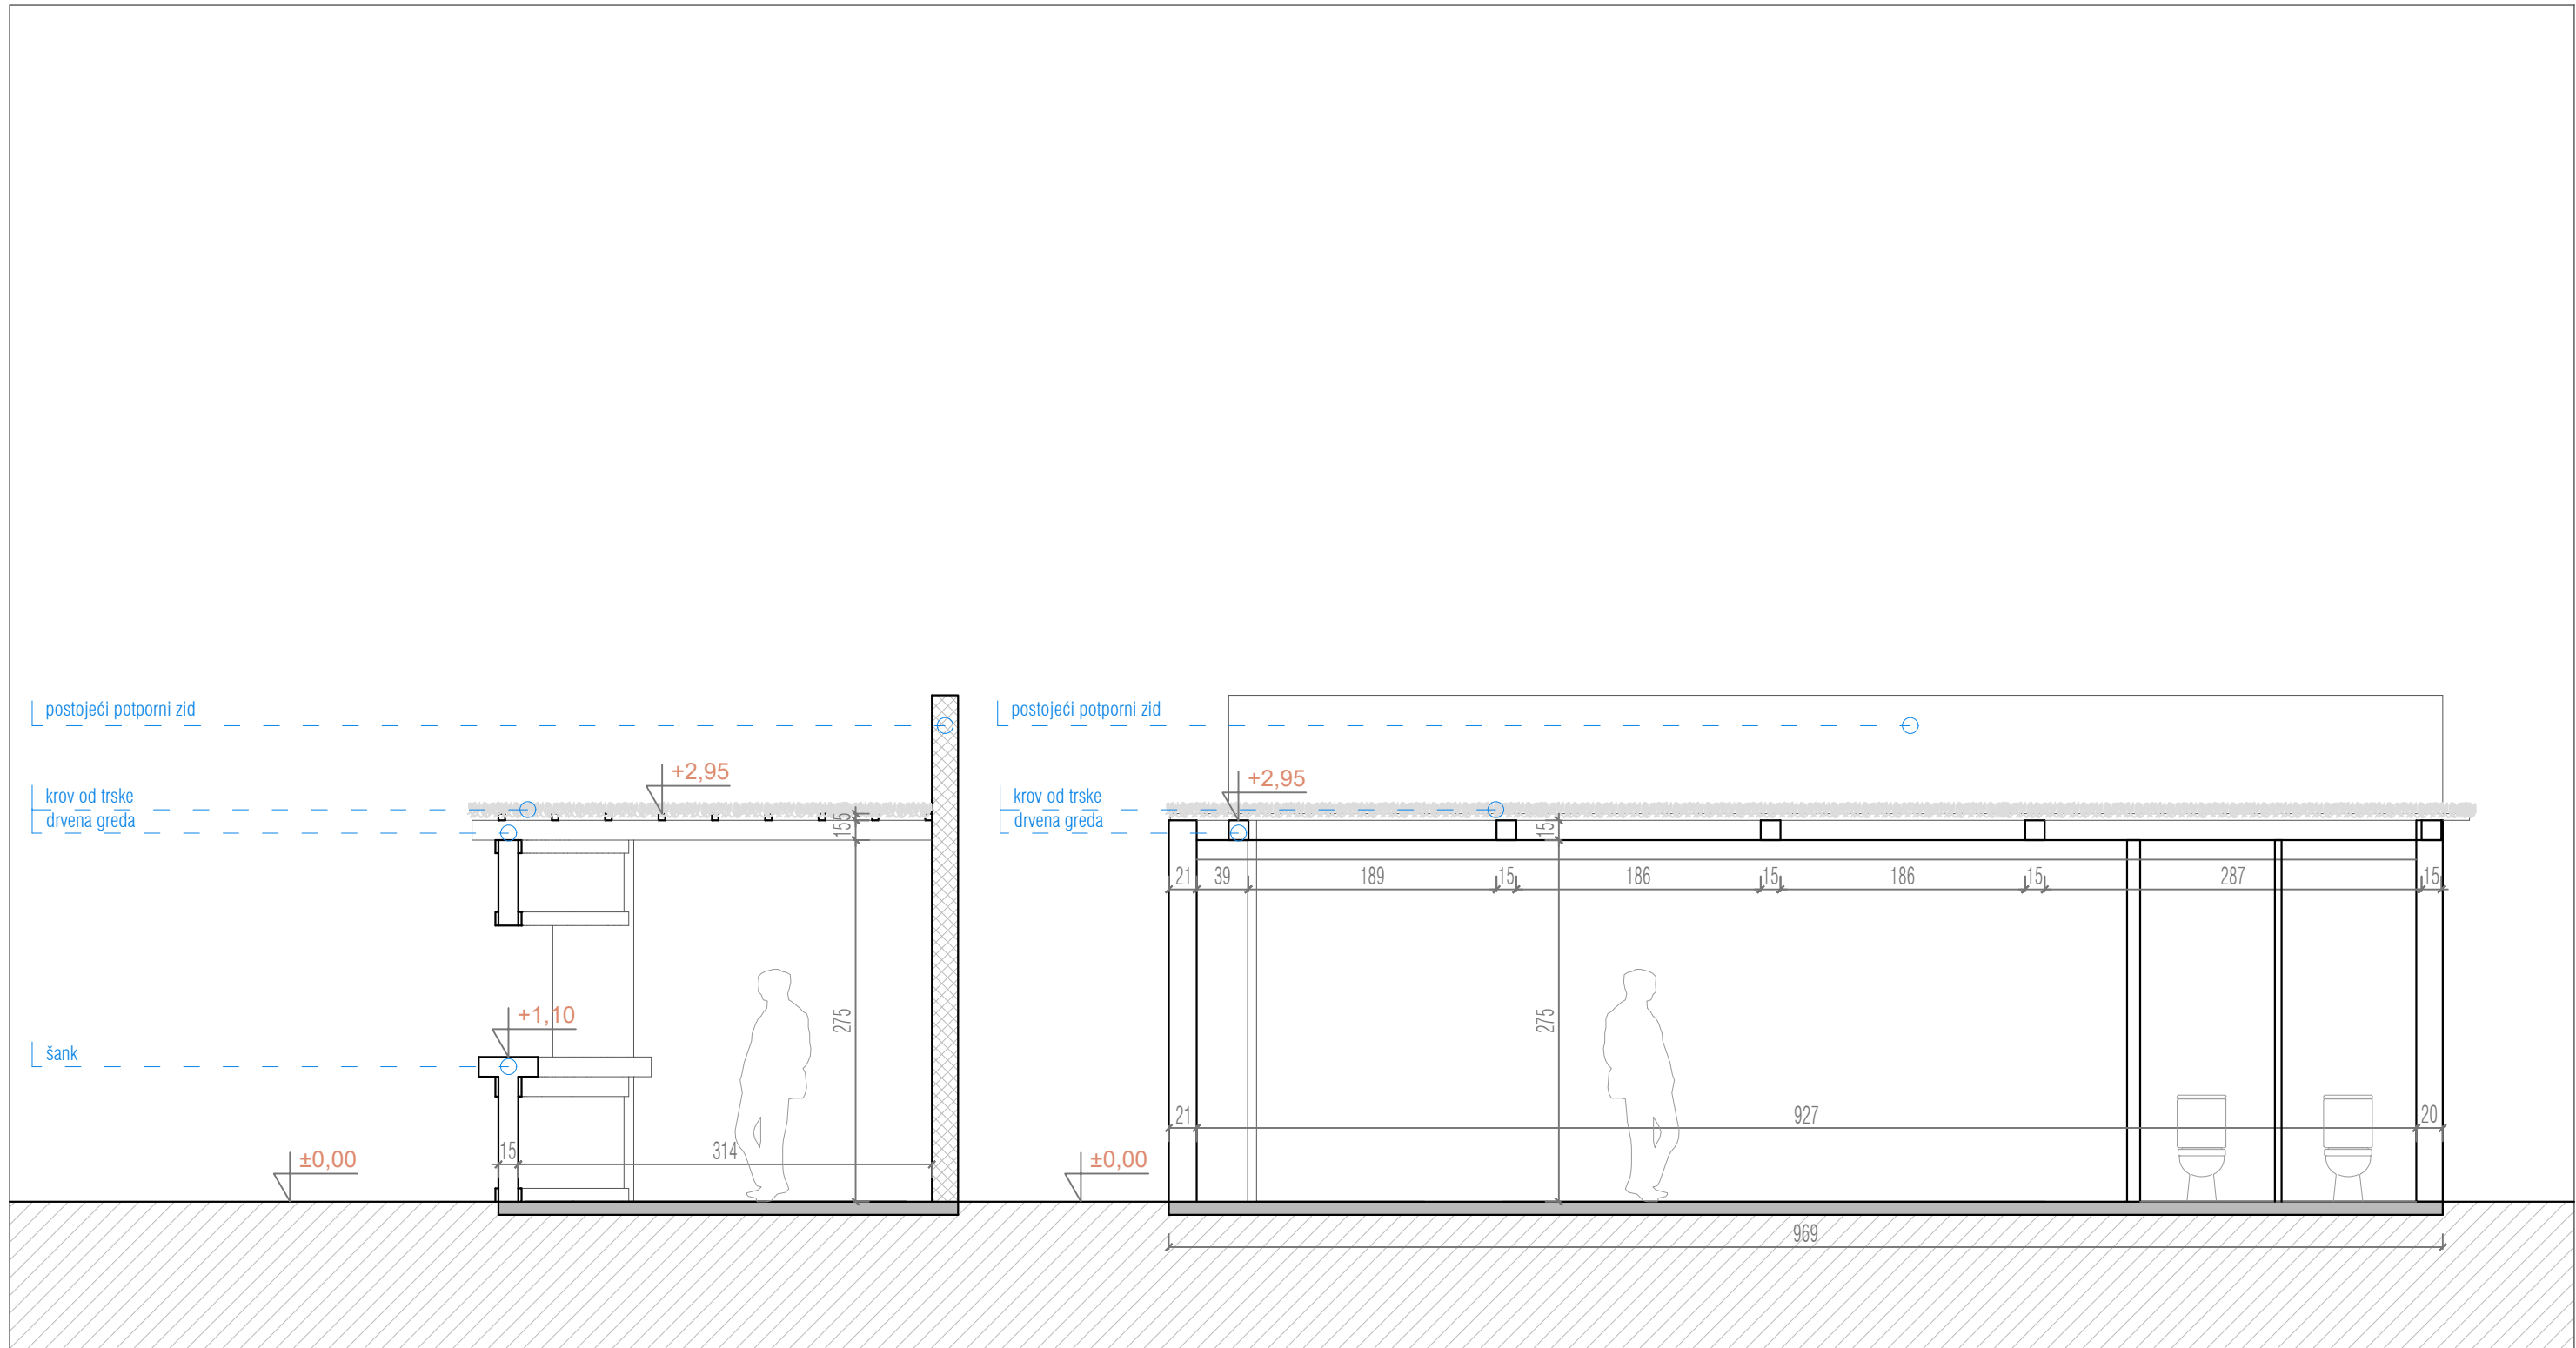 postojeći potporni zid
postojeći potporni zid
+2,95
+2,95
krov od trske
drvena greda
krov od trske
drvena greda
15 5
15
21 39 189 15 186 15 186 15 287 15
+1,10
275
275
šank
21 927 20
15 314
±0,00
±0,00
969